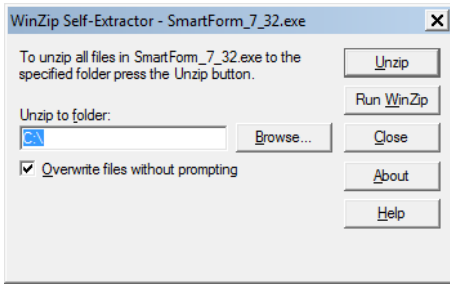 WinZip Self-Extractor - SmartForm_7_32.exe
To unzip all files in SmartForm_7_32.exe to the
specified folder press the Unzip button.
Unzip to folder:
C:\
Browse...
Overwrite files without prompting
Unzip
Run WinZip
Close
About
Help